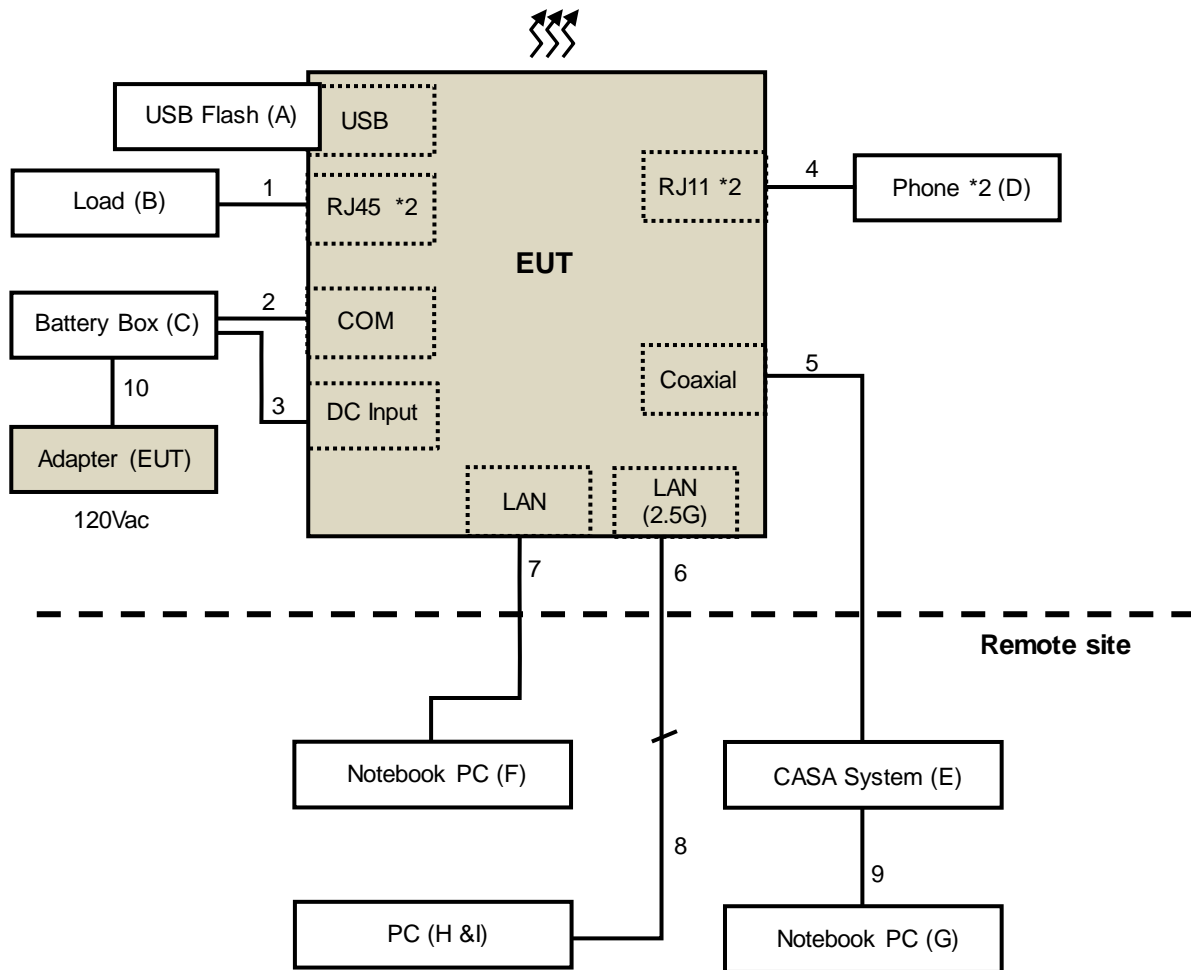 USB Flash (A)
USB
Load (B)
1
RJ45 *2
RJ11 *2
4
Phone *2 (D)
EUT
Battery Box (C)
2
COM
Coaxial
5
10
3
DC Input
Adapter (EUT)
120Vac
LAN
LAN
(2.5G)
7
6
Remote site
Notebook PC (F)
CASA System (E)
8
9
PC (H &I)
Notebook PC (G)